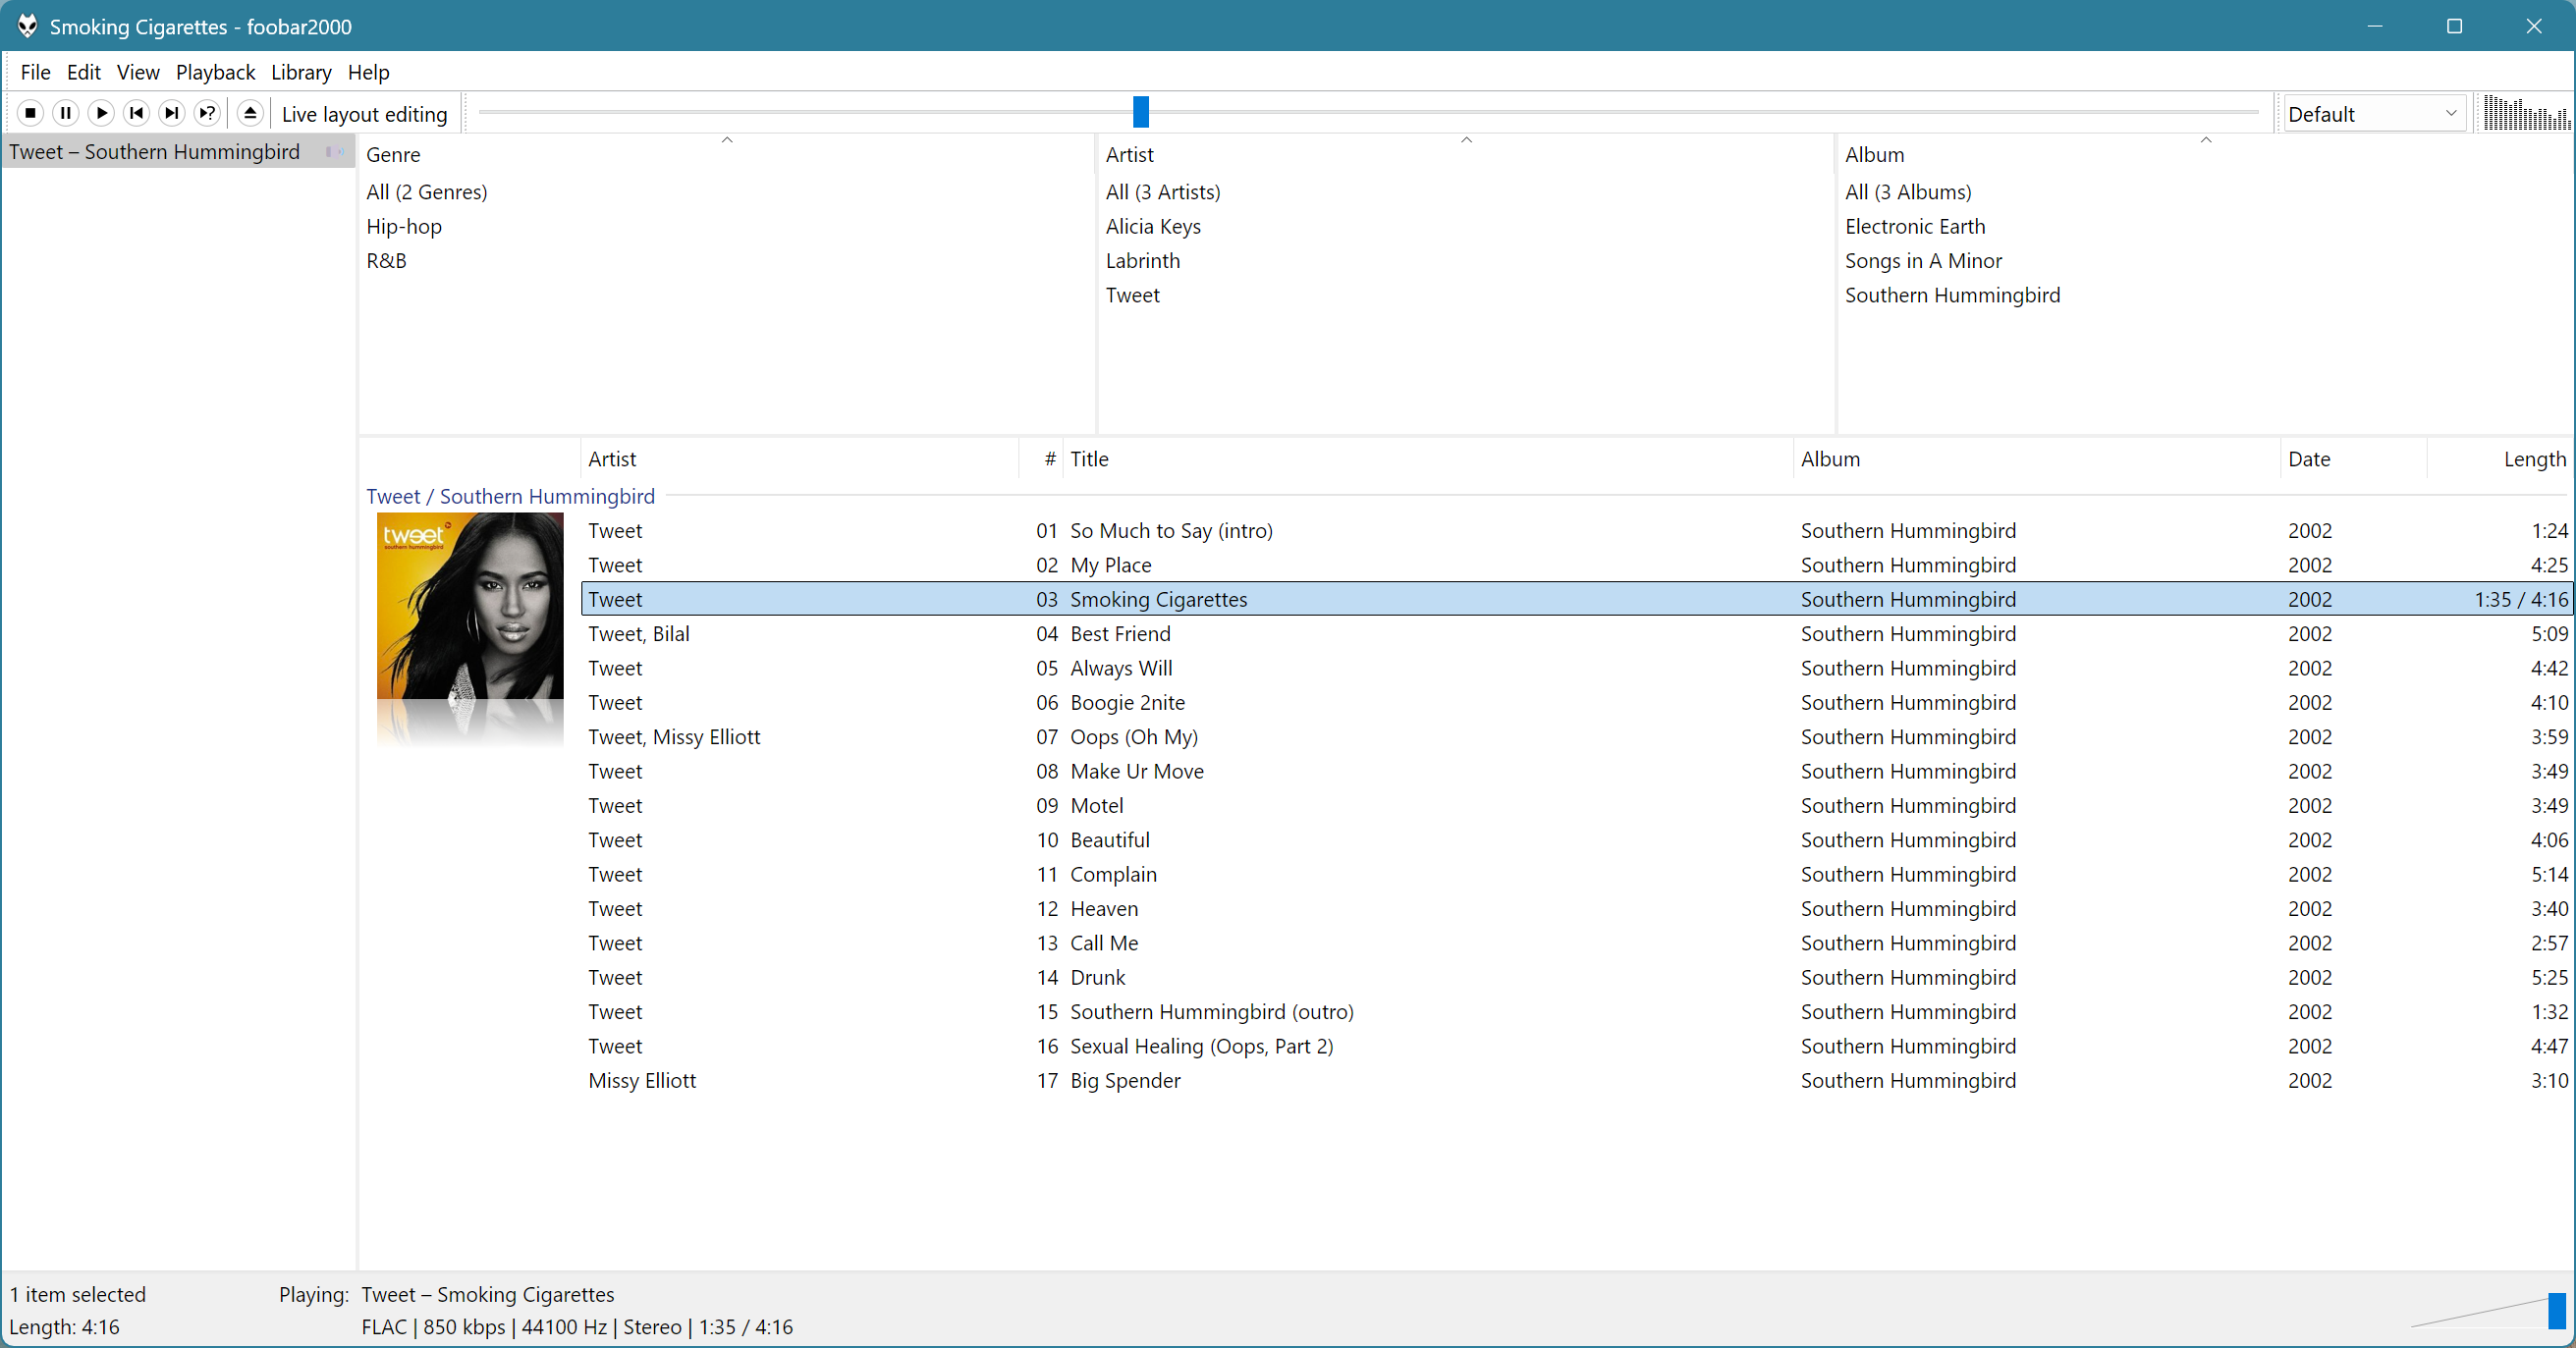 Smoking Cigarettes - foobar2000
File Edit View Playback Library Help
Live layout editing
Default
Tweet – Southern Hummingbird
Genre
All (2 Genres)
Hip-hop
R&B
Artist
All (3 Artists)
Alicia Keys
Labrinth
Tweet
Album
All (3 Albums)
Electronic Earth
Songs in A Minor
Southern Hummingbird
Artist # Title Album Date Length
Tweet / Southern Hummingbird
tweet
southern hummingbird
Tweet 01 So Much to Say (intro) Southern Hummingbird 2002 1:24
Tweet 02 My Place Southern Hummingbird 2002 4:25
Tweet 03 Smoking Cigarettes Southern Hummingbird 2002 1:35 / 4:16
Tweet, Bilal 04 Best Friend Southern Hummingbird 2002 5:09
Tweet 05 Always Will Southern Hummingbird 2002 4:42
Tweet 06 Boogie 2nite Southern Hummingbird 2002 4:10
Tweet, Missy Elliott 07 Oops (Oh My) Southern Hummingbird 2002 3:59
Tweet 08 Make Ur Move Southern Hummingbird 2002 3:49
Tweet 09 Motel Southern Hummingbird 2002 3:49
Tweet 10 Beautiful Southern Hummingbird 2002 4:06
Tweet 11 Complain Southern Hummingbird 2002 5:14
Tweet 12 Heaven Southern Hummingbird 2002 3:40
Tweet 13 Call Me Southern Hummingbird 2002 2:57
Tweet 14 Drunk Southern Hummingbird 2002 5:25
Tweet 15 Southern Hummingbird (outro) Southern Hummingbird 2002 1:32
Tweet 16 Sexual Healing (Oops, Part 2) Southern Hummingbird 2002 4:47
Missy Elliott 17 Big Spender Southern Hummingbird 2002 3:10
1 item selected Playing: Tweet – Smoking Cigarettes
Length: 4:16 FLAC | 850 kbps | 44100 Hz | Stereo | 1:35 / 4:16